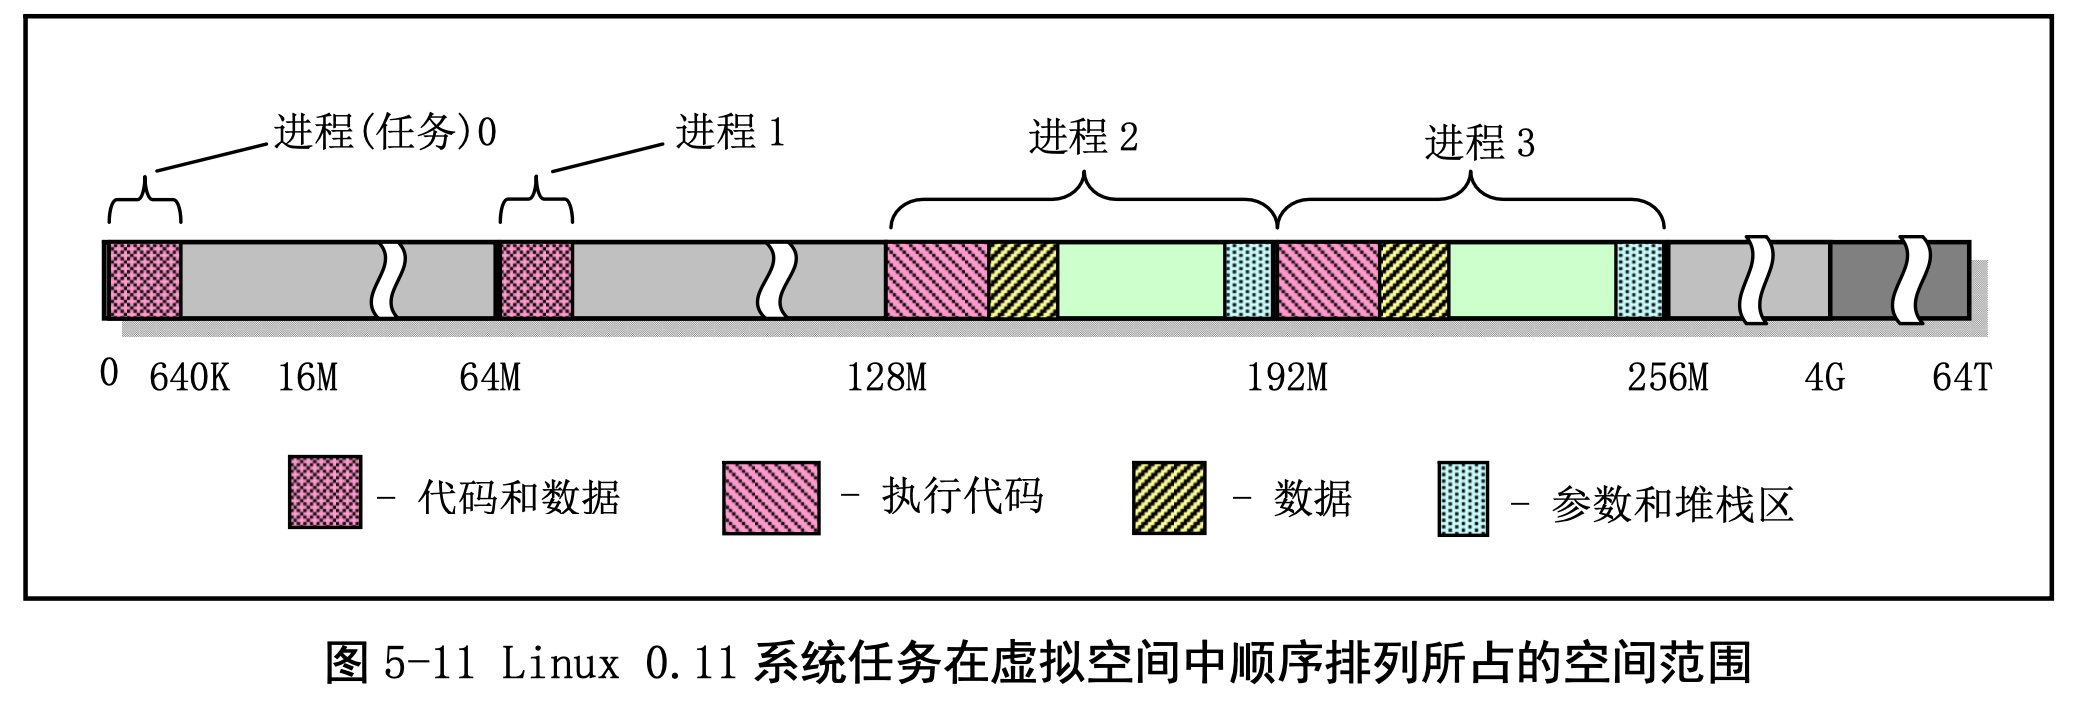 进程(任务)0 进程 1 进程 2 进程 3
0 640K 16M 64M 128M 192M 256M 4G 64T
- 代码和数据 - 执行代码 - 数据 - 参数和堆栈区
图 5-11 Linux 0.11 系统任务在虚拟空间中顺序排列所占的空间范围